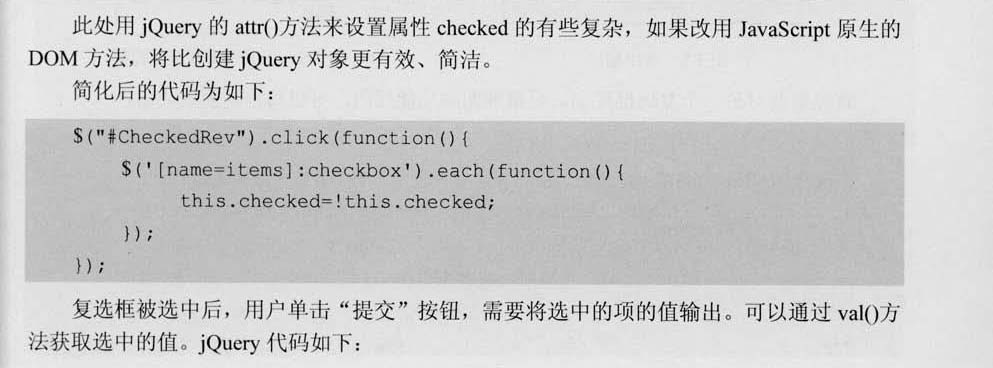 此处用 jQuery 的 attr()方法来设置属性 checked 的有些复杂，如果改用 JavaScript 原生的
DOM 方法，将比创建 jQuery 对象更有效、简洁。
简化后的代码为如下：
$("#CheckedRev").click(function(){
$('[name=items]:checkbox').each(function(){
this.checked=!this.checked;
});
});
复选框被选中后，用户单击“提交”按钮，需要将选中的项的值输出。可以通过 val()方
法获取选中的值。jQuery 代码如下：